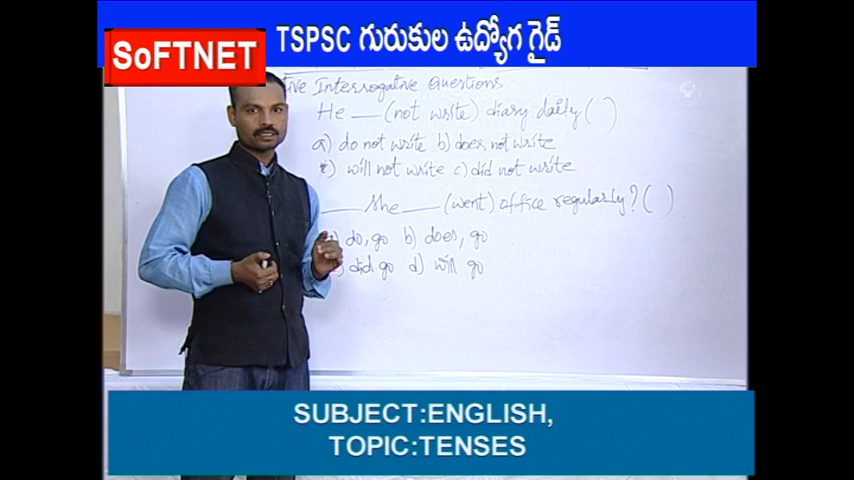 TSPSC గురుకుల ఉద్యోగ గైడ్
SoFTNET
ive Interrogative Questions
He ___ (not write) diary daily ( )
a) do not write b) does not write
c) will not write c) did not write
___ she ___ (went) office regularly? ( )
do, go b) does, go
did go d) will go
SUBJECT:ENGLISH,
TOPIC:TENSES